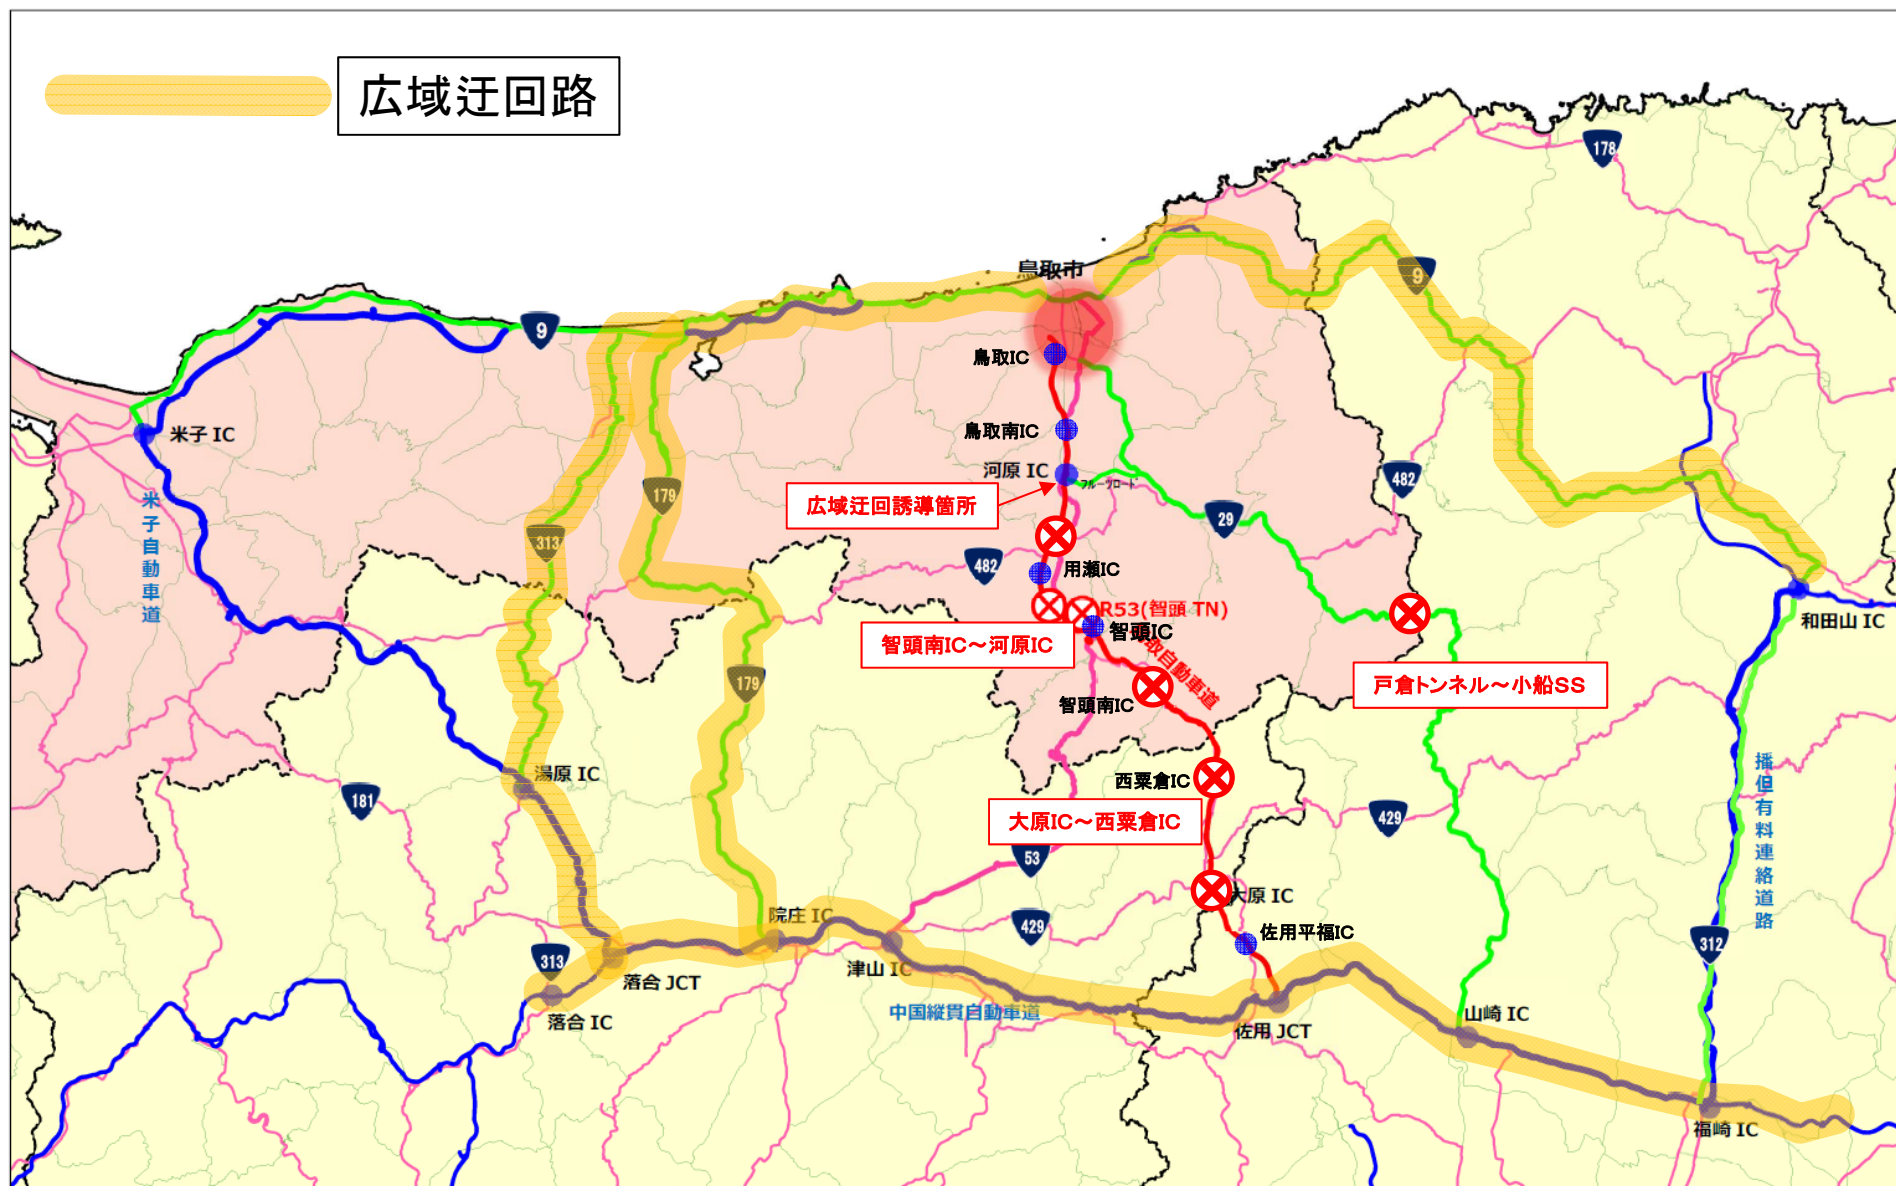 広域迂回路
178
鳥取市
9
9
鳥取IC
米子 IC
鳥取南IC
河原 IC
フルーツロード
482
179
広域迂回誘導箇所
29
米子自動車道
313
482
用瀬IC
R53(智頭 TN)
智頭IC
和田山 IC
智頭南IC～河原IC
取自動車道
戸倉トンネル～小船SS
179
智頭南IC
湯原 IC
西粟倉IC
181
播但有料連絡道路
大原IC～西粟倉IC
429
53
大原 IC
院庄 IC
429
佐用平福IC
312
313
津山 IC
落合 JCT
中国縦貫自動車道
山崎 IC
落合 IC
佐用 JCT
福崎 IC